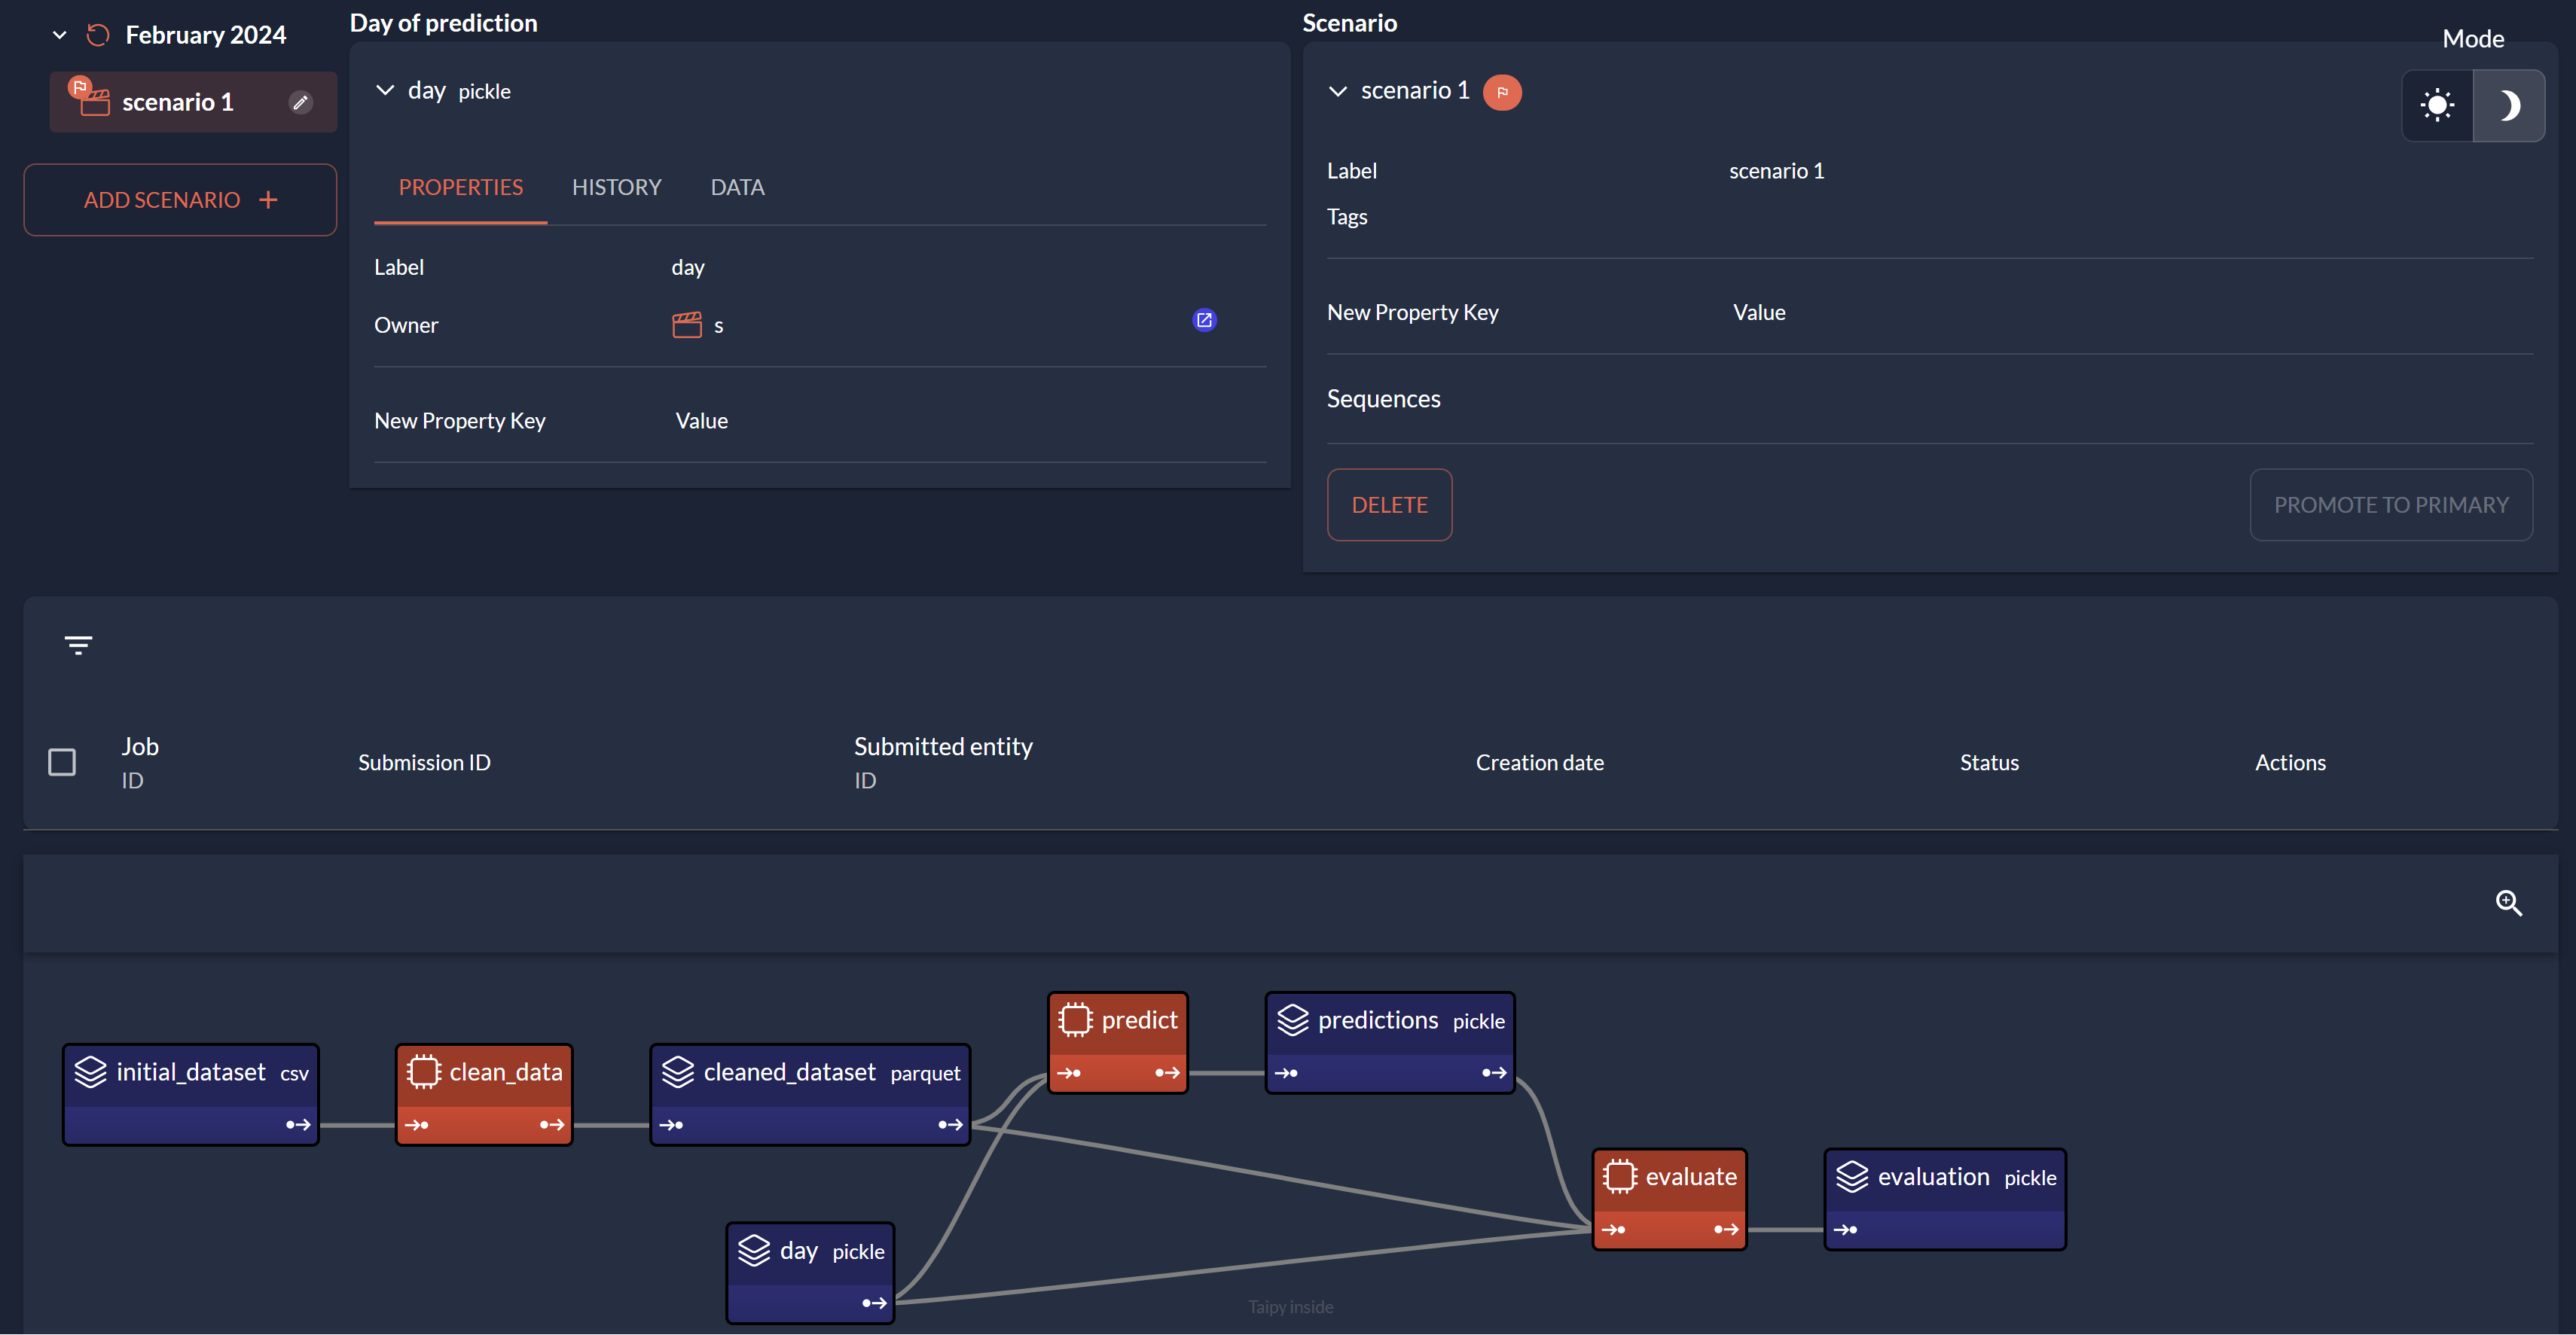 February 2024
scenario 1
ADD SCENARIO
Day of prediction
day pickle
PROPERTIES HISTORY DATA
Label day
Owner s
New Property Key Value
Scenario
Mode
scenario 1
Label scenario 1
Tags
New Property Key Value
Sequences
DELETE PROMOTE TO PRIMARY
Job Submission ID Submitted entity Creation date Status Actions
ID ID
predict predictions pickle
initial_dataset csv clean_data cleaned_dataset parquet
evaluate evaluation pickle
day pickle
Taipy inside